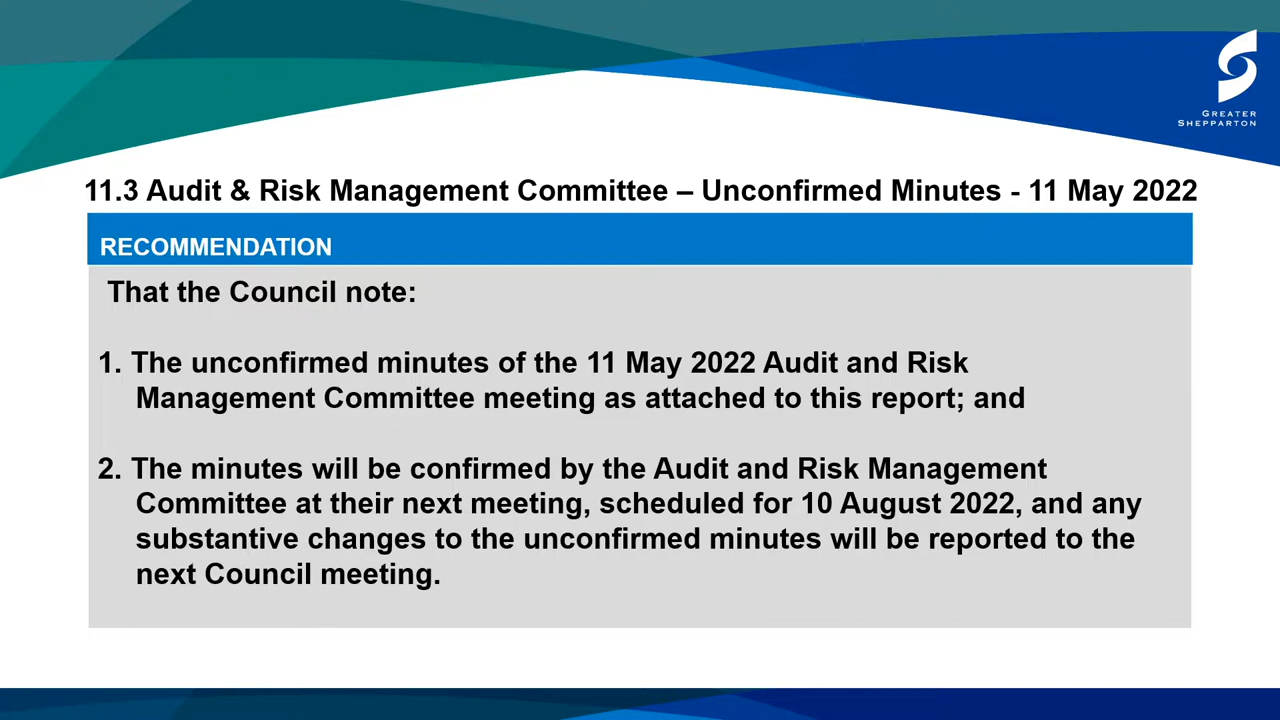 GREATER
SHEPPARTON
11.3 Audit & Risk Management Committee – Unconfirmed Minutes - 11 May 2022
RECOMMENDATION
That the Council note:
1. The unconfirmed minutes of the 11 May 2022 Audit and Risk
Management Committee meeting as attached to this report; and
2. The minutes will be confirmed by the Audit and Risk Management
Committee at their next meeting, scheduled for 10 August 2022, and any
substantive changes to the unconfirmed minutes will be reported to the
next Council meeting.